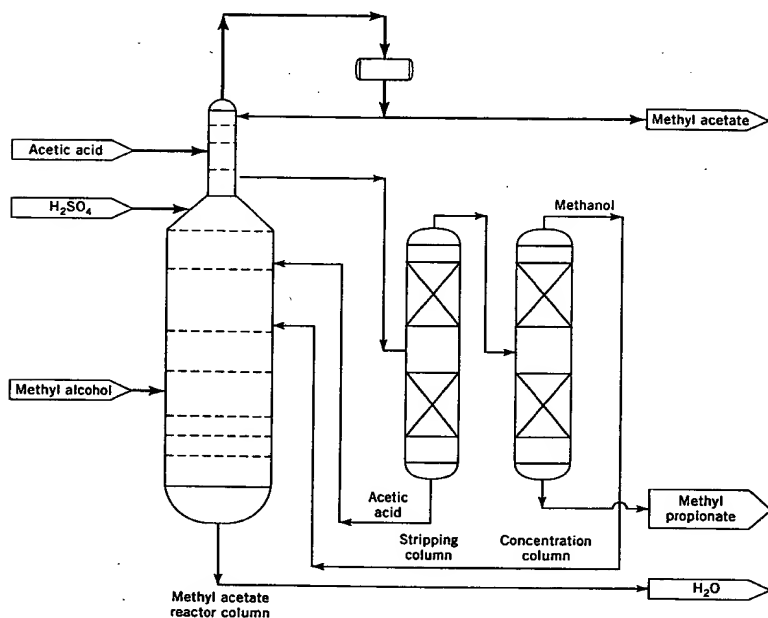 Methyl acetate
Acetic acid
H₂SO₄
Methanol
Methyl alcohol
Acetic
acid
Stripping
column
Concentration
column
Methyl
propionate
Methyl acetate
reactor column
H₂O